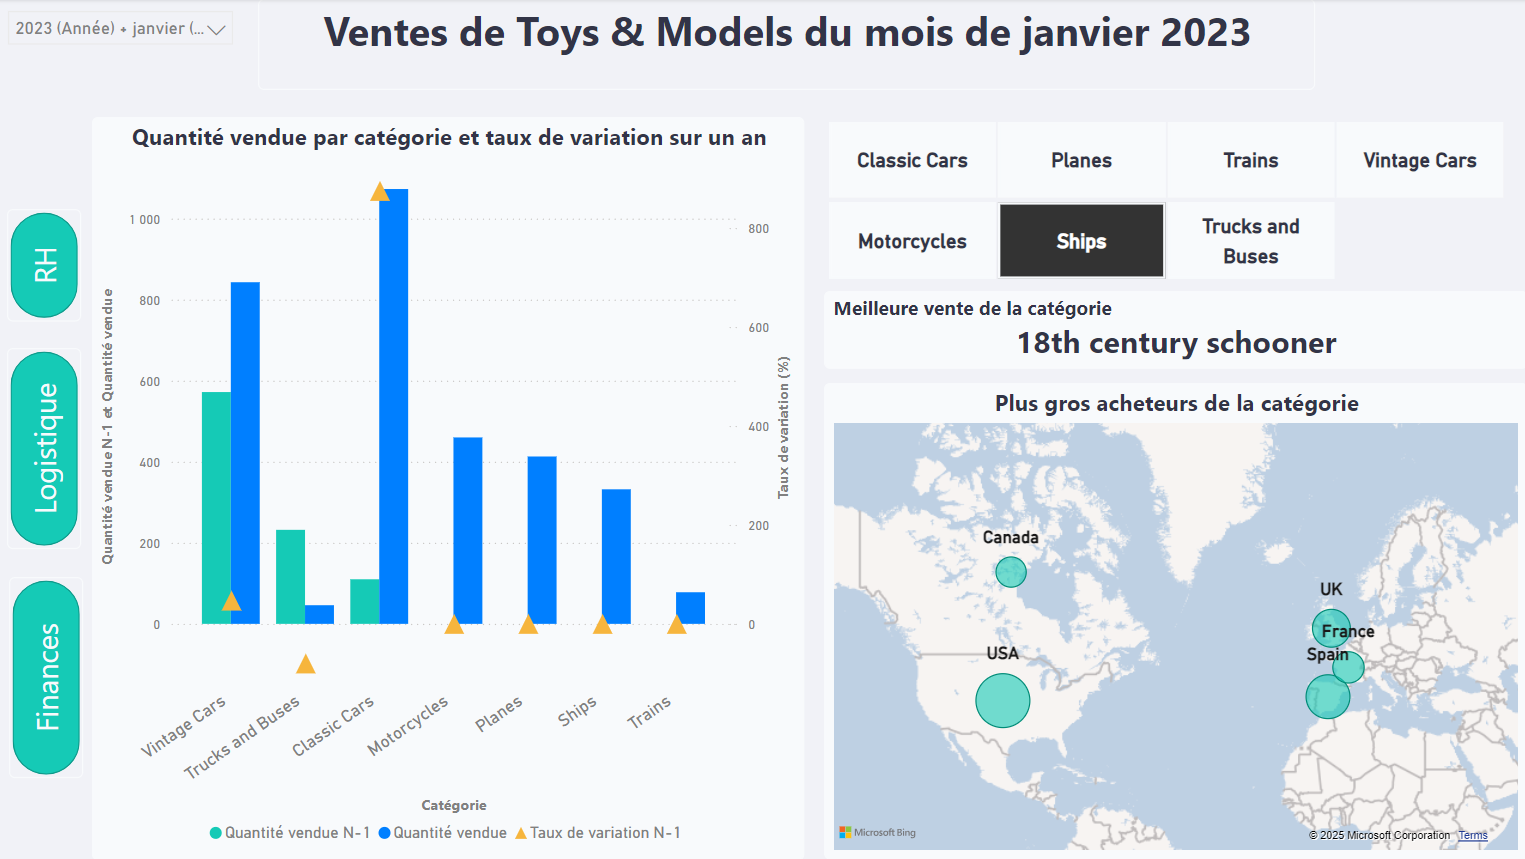 2023 (Année) + janvier (...
Ventes de Toys & Models du mois de janvier 2023
RH
Logistique
Finances
Quantité vendue par catégorie et taux de variation sur un an
Quantité vendue N-1 et Quantité vendue
1 000
800
600
400
200
0
800
600
400
200
0
Taux de variation (%)
Vintage Cars
Trucks and Buses
Classic Cars
Motorcycles
Planes
Ships
Trains
Catégorie
Quantité vendue N-1 Quantité vendue Taux de variation N-1
Classic Cars Planes Trains Vintage Cars
Motorcycles Ships Trucks and
Buses
Meilleure vente de la catégorie
18th century schooner
Plus gros acheteurs de la catégorie
Canada
UK
France
Spain
USA
Microsoft Bing
© 2025 Microsoft Corporation Terms